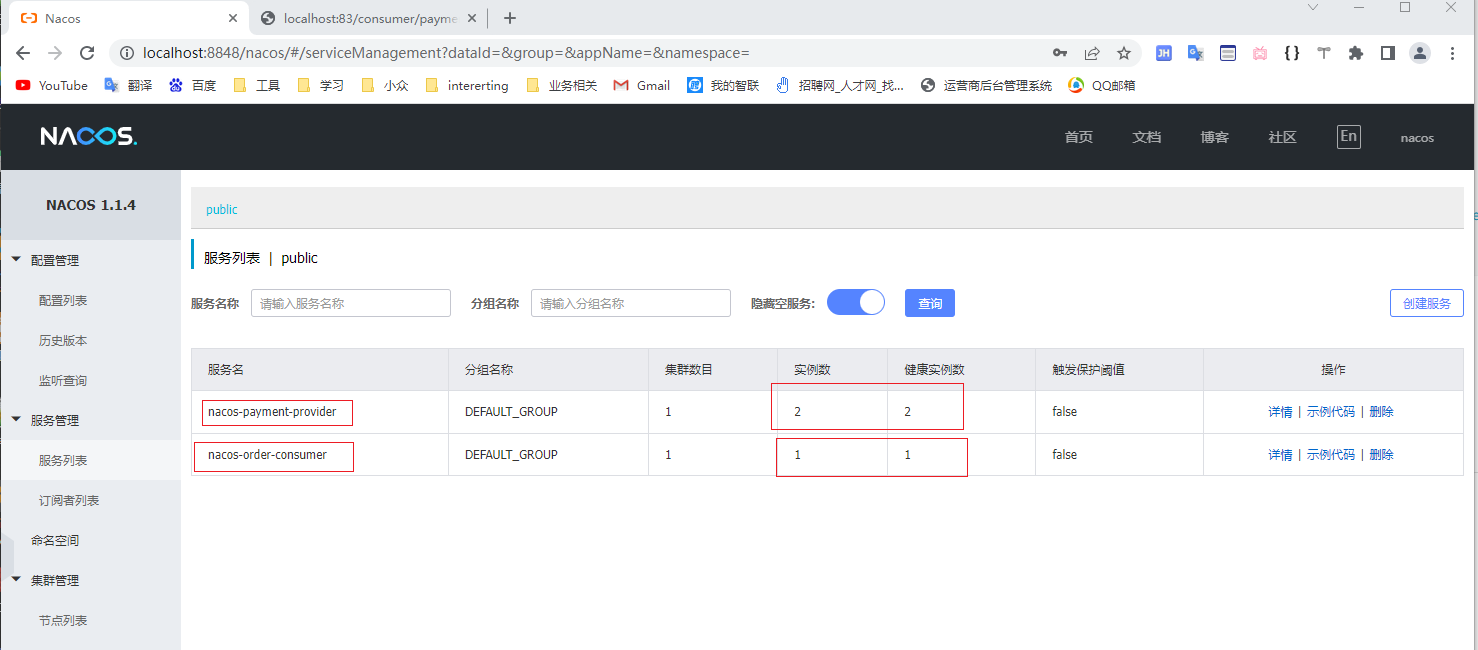 Nacos
localhost:83/consumer/payme
localhost:8848/nacos/#/serviceManagement?dataId=&group=&appName=&namespace=
JH
YouTube 翻译 百度 工具 学习 小众 intererting 业务相关 Gmail 我的智联 招聘网_人才网_找... 运营商后台管理系统 QQ邮箱
NACOS. 首页 文档 博客 社区 En nacos
NACOS 1.1.4
配置管理
配置列表
历史版本
监听查询
服务管理
服务列表
订阅者列表
命名空间
集群管理
节点列表
public
服务列表 | public
服务名称 请输入服务名称 分组名称 请输入分组名称 隐藏空服务: 查询 创建服务
服务名 分组名称 集群数目 实例数 健康实例数 触发保护阈值 操作
nacos-payment-provider DEFAULT_GROUP 1 2 2 false 详情 | 示例代码 | 删除
nacos-order-consumer DEFAULT_GROUP 1 1 1 false 详情 | 示例代码 | 删除